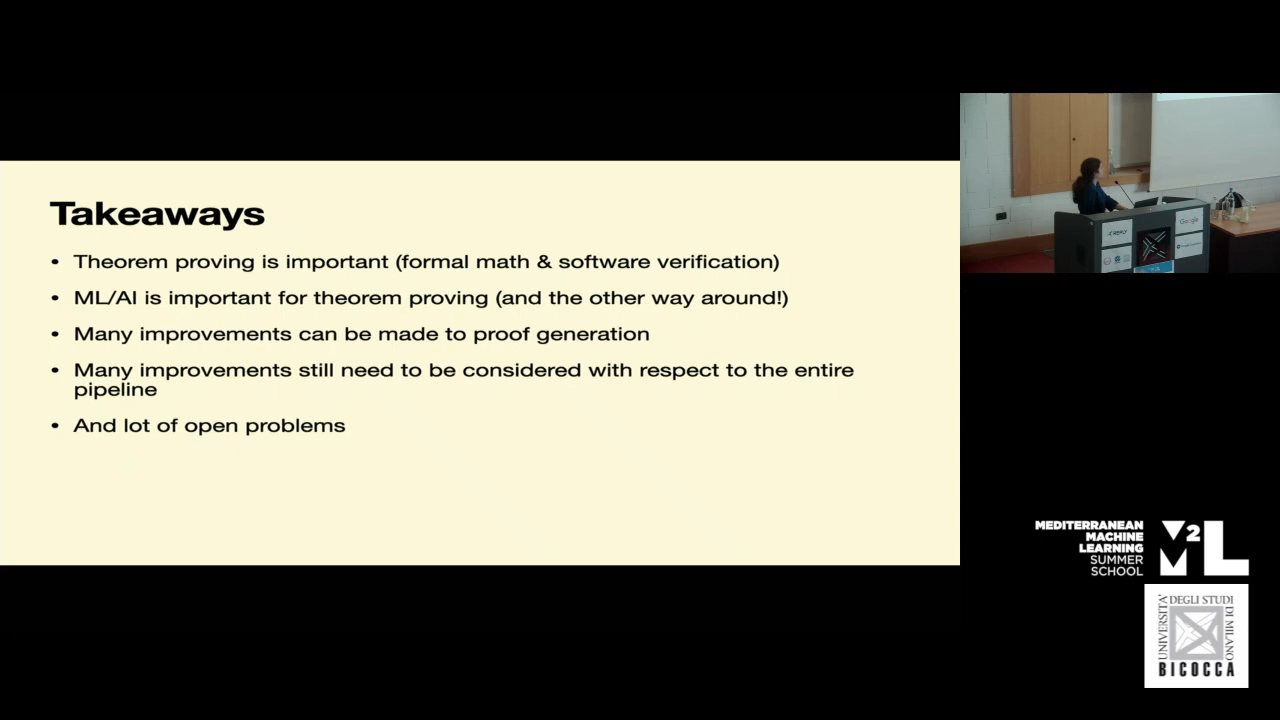 Takeaways
• Theorem proving is important (formal math & software verification)
• ML/AI is important for theorem proving (and the other way around!)
• Many improvements can be made to proof generation
• Many improvements still need to be considered with respect to the entire
pipeline
• And lot of open problems
Google
MEDITERRANEAN
MACHINE
LEARNING
SUMMER
SCHOOL
M2L
UNIVERSITA'
DEGLI STUDI
DI MILANO
BICOCCA